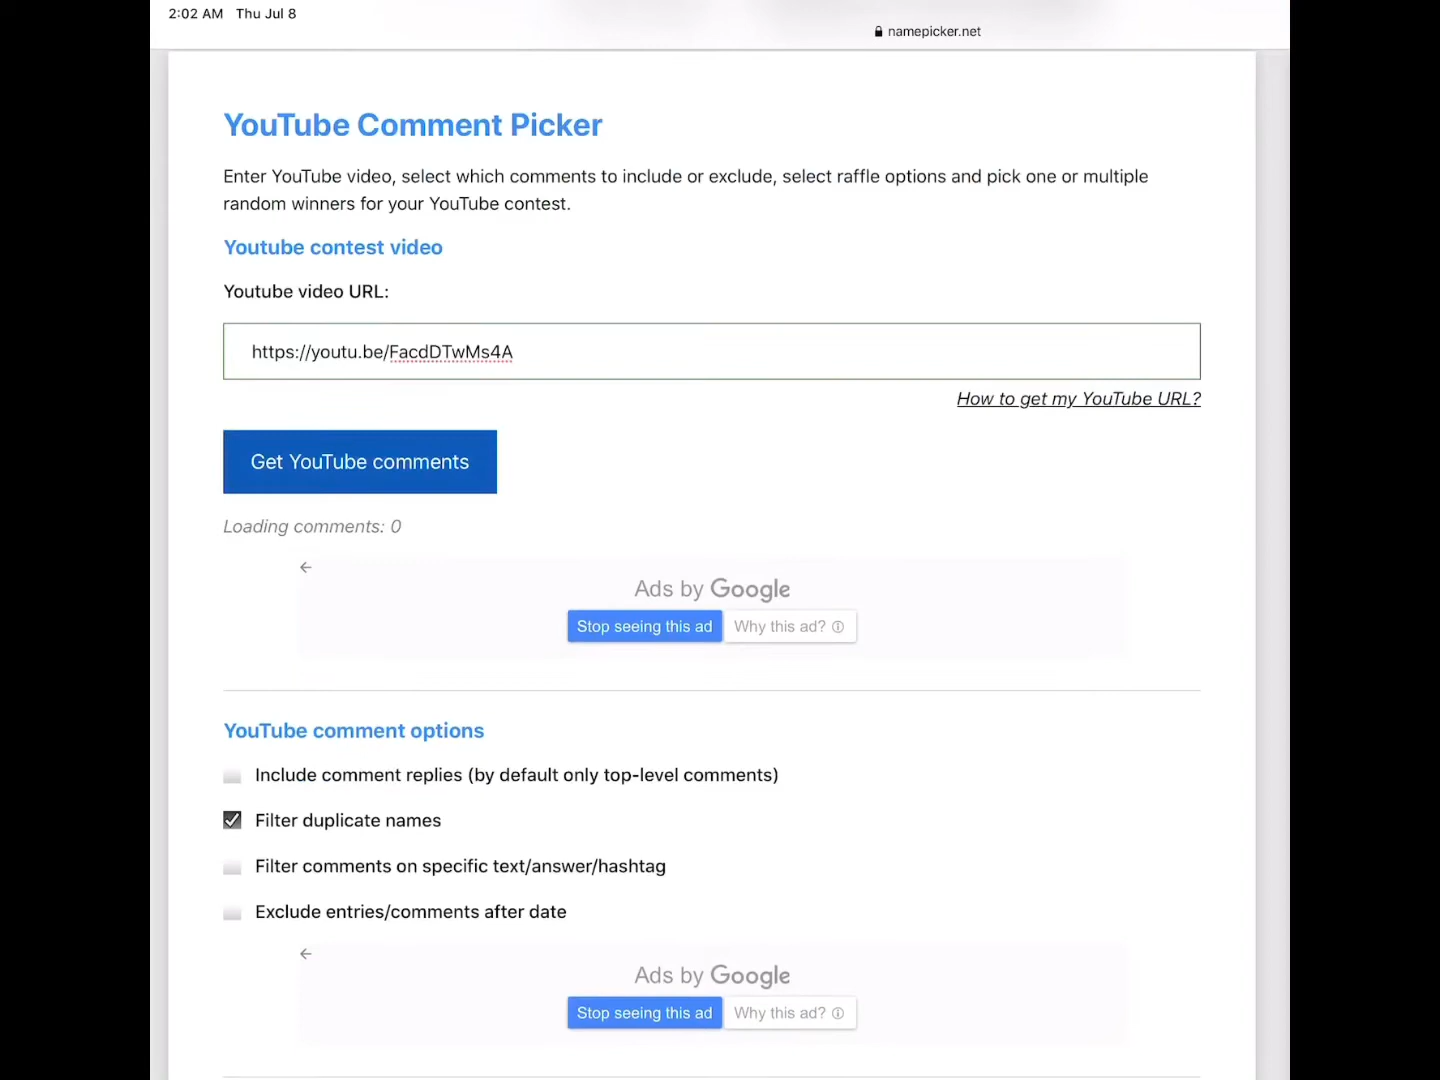 2:02 AM Thu Jul 8
namepicker.net
YouTube Comment Picker
Enter YouTube video, select which comments to include or exclude, select raffle options and pick one or multiple
random winners for your YouTube contest.
Youtube contest video
Youtube video URL:
https://youtu.be/FacdDTwMs4A
How to get my YouTube URL?
Get YouTube comments
Loading comments: 0
Ads by Google
Stop seeing this ad Why this ad?
YouTube comment options
Include comment replies (by default only top-level comments)
Filter duplicate names
Filter comments on specific text/answer/hashtag
Exclude entries/comments after date
Ads by Google
Stop seeing this ad Why this ad?